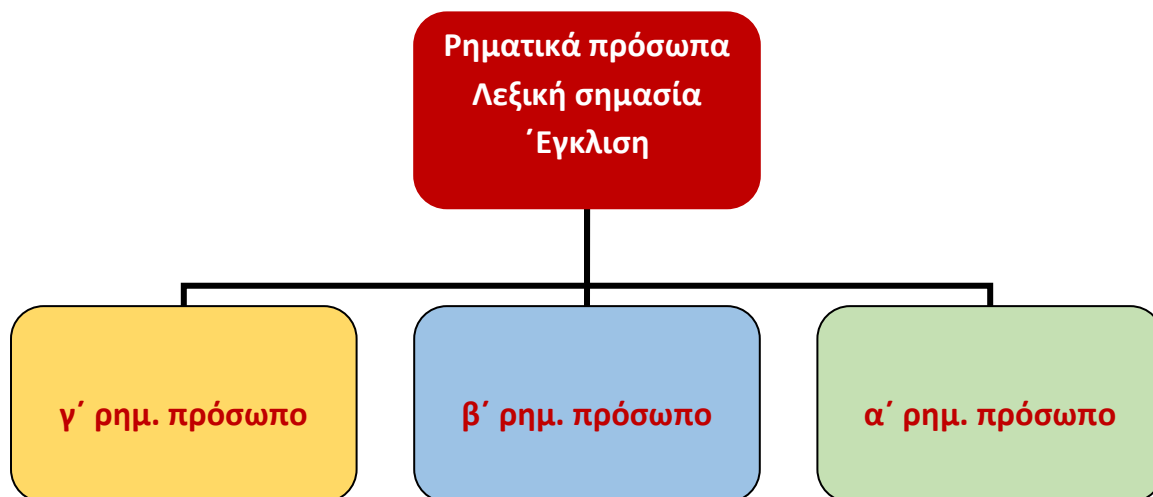 Ρηματικά πρόσωπα
Λεξική σημασία
΄Εγκλιση
γ΄ ρημ. πρόσωπο
β΄ ρημ. πρόσωπο
α΄ ρημ. πρόσωπο